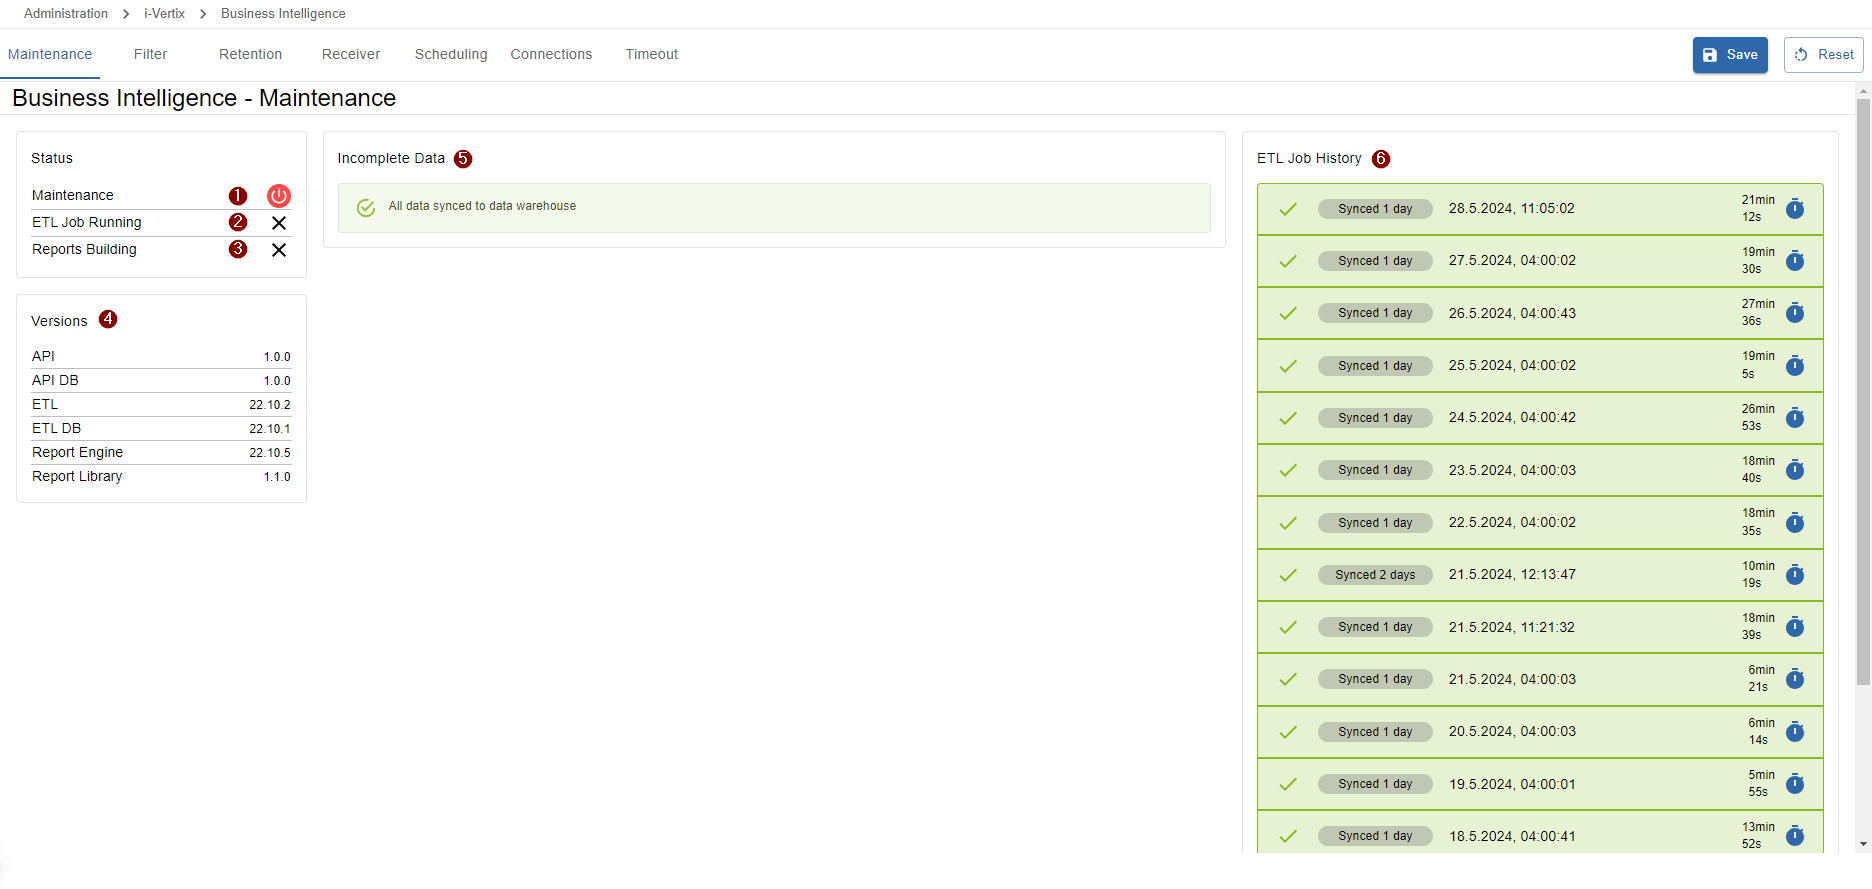 Administration > i-Vertix > Business Intelligence
Maintenance Filter Retention Receiver Scheduling Connections Timeout Save Reset
Business Intelligence - Maintenance
Status
Maintenance 1
ETL Job Running 2
Reports Building 3
Versions 4
API 1.0.0
API DB 1.0.0
ETL 22.10.2
ETL DB 22.10.1
Report Engine 22.10.5
Report Library 1.1.0
Incomplete Data 5
All data synced to data warehouse
ETL Job History 6
Synced 1 day 28.5.2024, 11:05:02 21min 12s
Synced 1 day 27.5.2024, 04:00:02 19min 30s
Synced 1 day 26.5.2024, 04:00:43 27min 36s
Synced 1 day 25.5.2024, 04:00:02 19min 5s
Synced 1 day 24.5.2024, 04:00:42 26min 53s
Synced 1 day 23.5.2024, 04:00:03 18min 40s
Synced 1 day 22.5.2024, 04:00:02 18min 35s
Synced 2 days 21.5.2024, 12:13:47 10min 19s
Synced 1 day 21.5.2024, 11:21:32 18min 39s
Synced 1 day 21.5.2024, 04:00:03 6min 21s
Synced 1 day 20.5.2024, 04:00:03 6min 14s
Synced 1 day 19.5.2024, 04:00:01 5min 55s
Synced 1 day 18.5.2024, 04:00:41 13min 52s